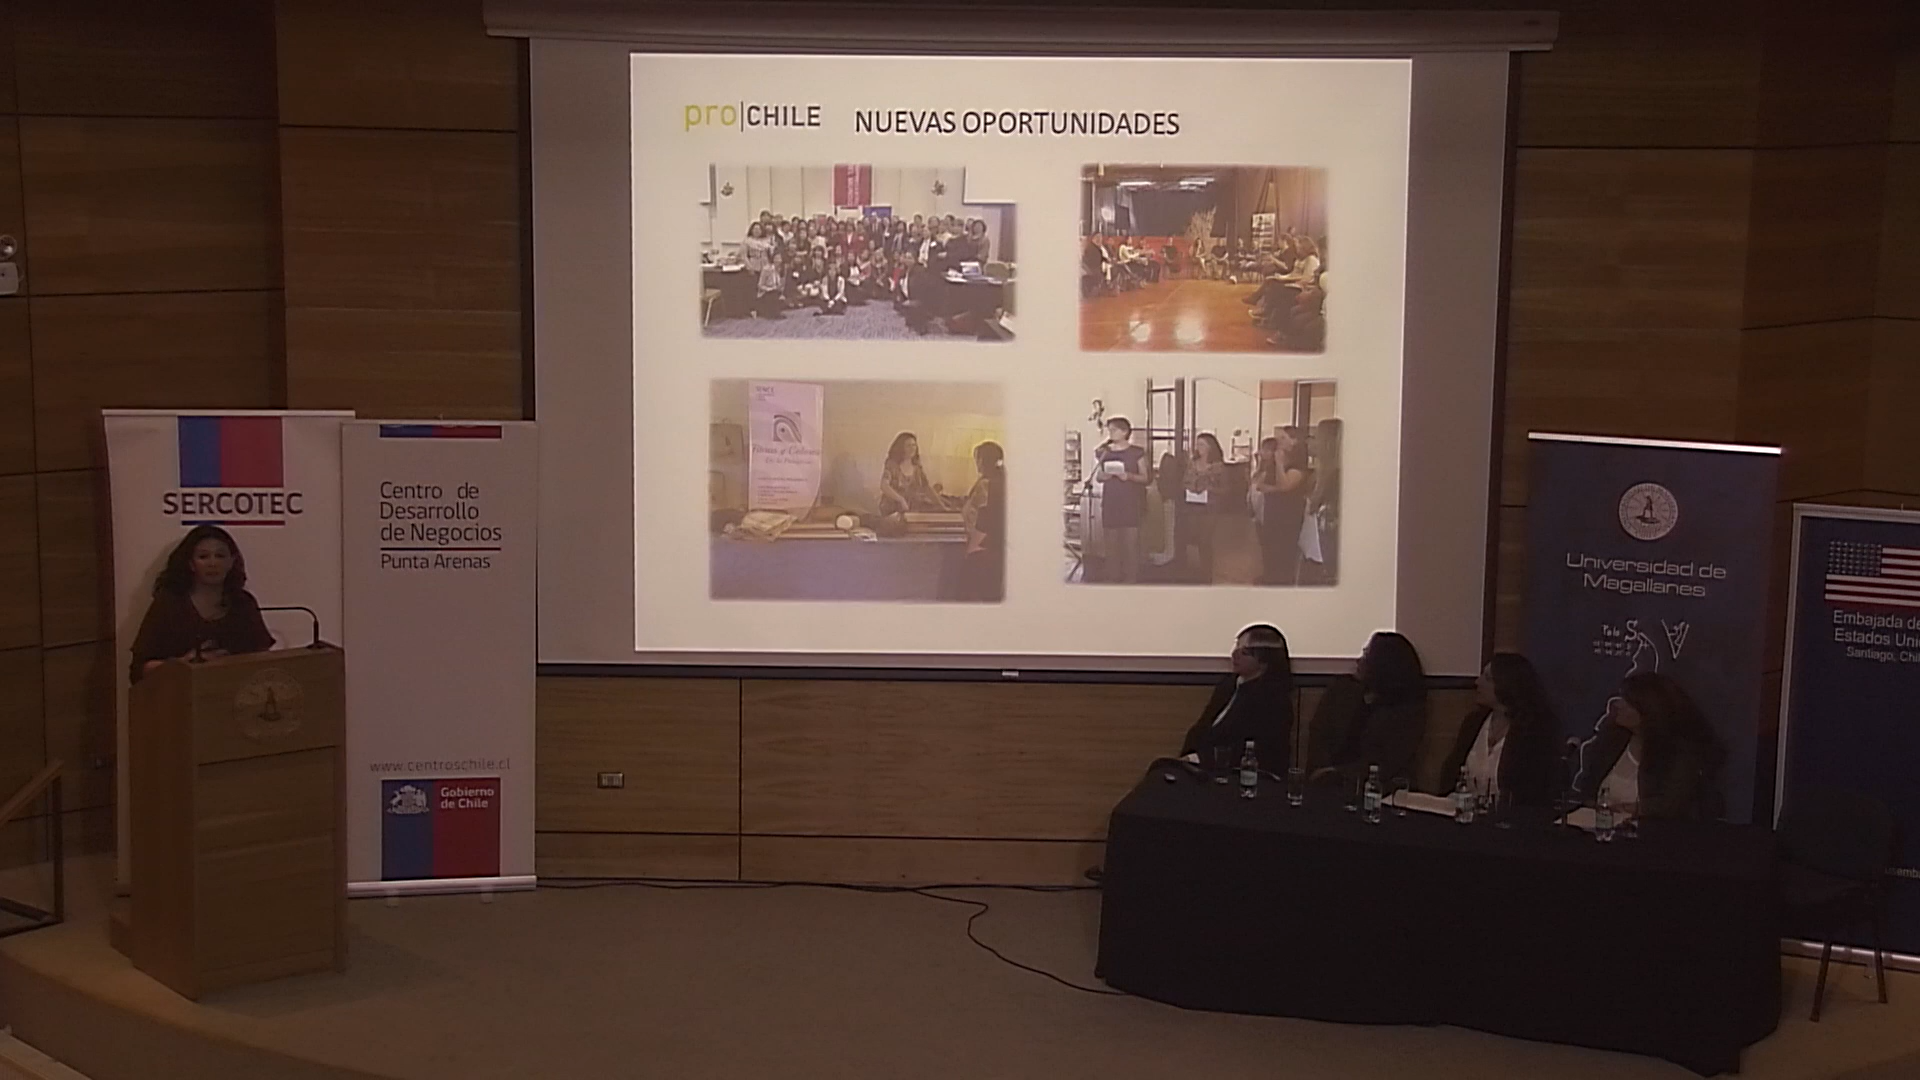 pro|CHILE NUEVAS OPORTUNIDADES
SENCE
SERCOTEC
Centro de
Desarrollo
de Negocios
Punta Arenas
www.centroschile.cl
Gobierno
de Chile
Universidad de
Magallanes
Embajada de
Estados Uni
Santiago, Chi